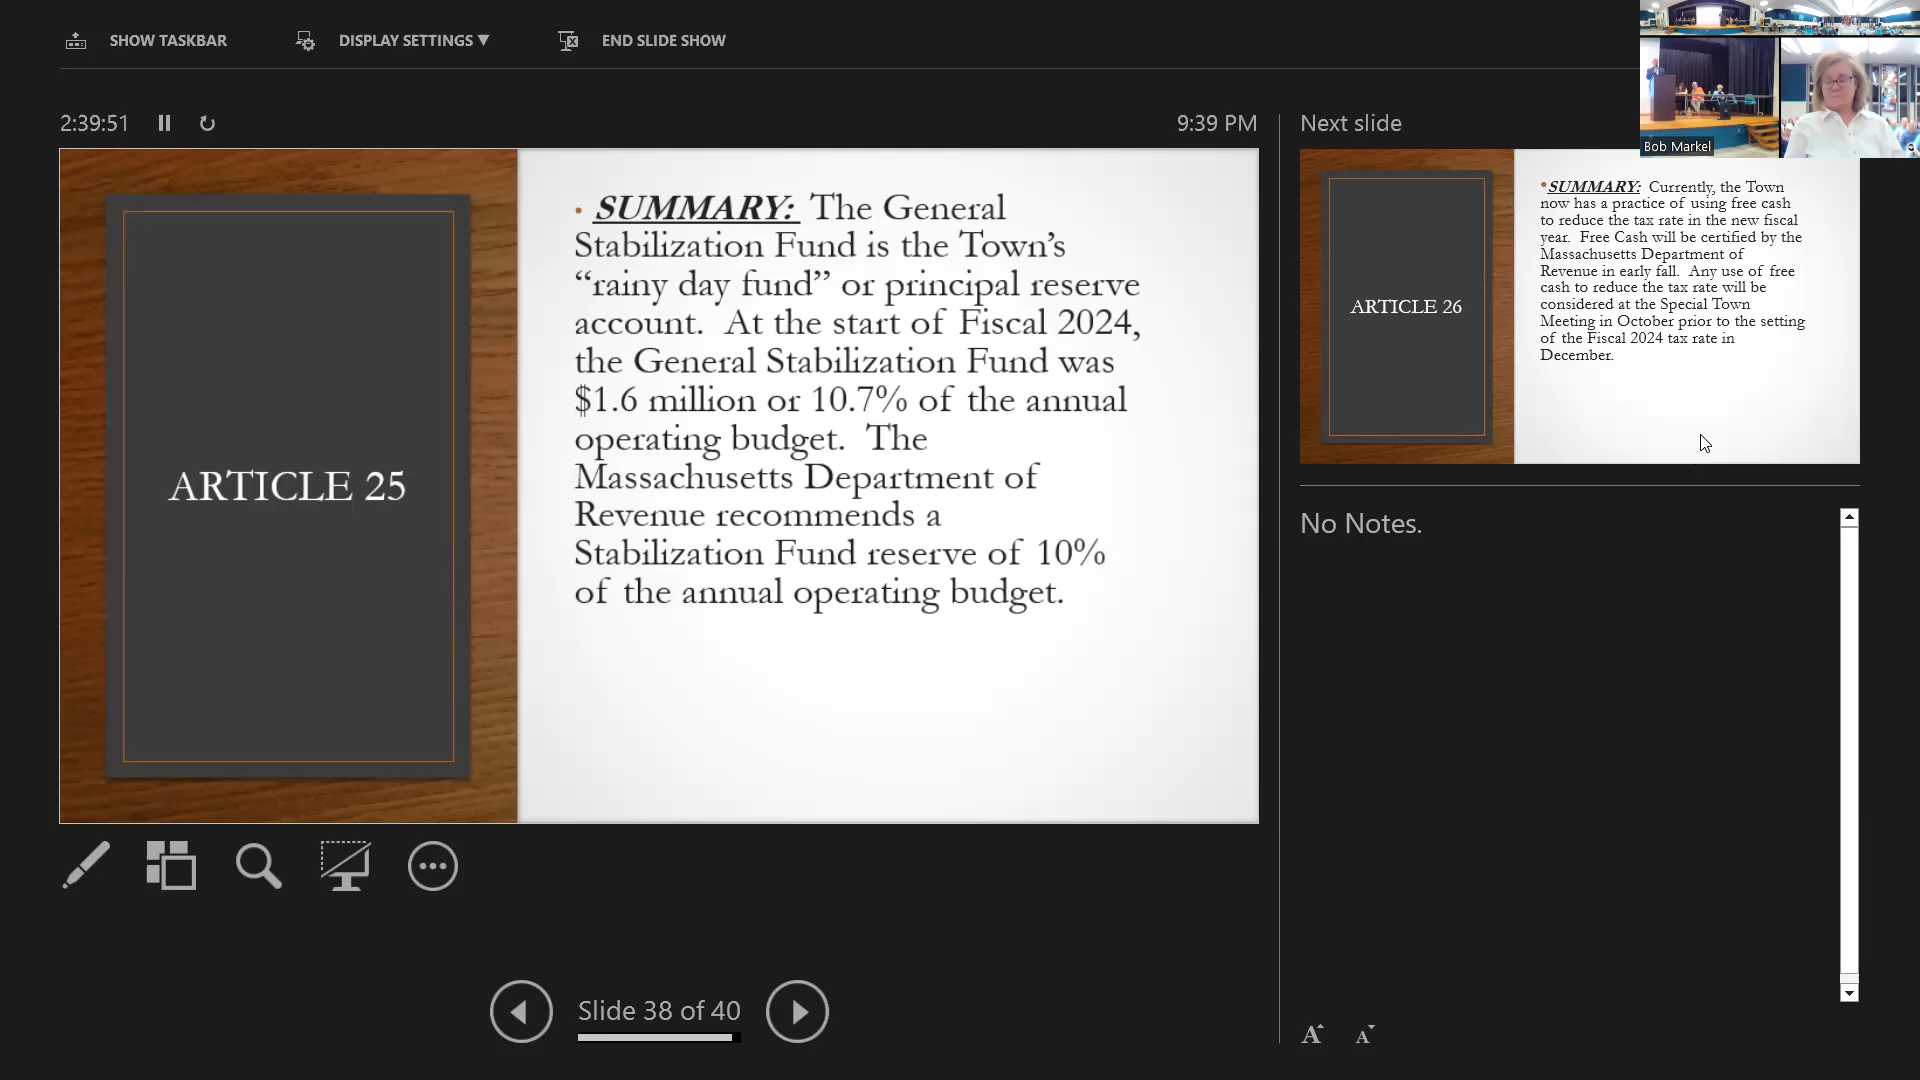 SHOW TASKBAR
DISPLAY SETTINGS ▼
END SLIDE SHOW
Bob Markel
2:39:51
9:39 PM
ARTICLE 25
• SUMMARY: The General
Stabilization Fund is the Town’s
“rainy day fund” or principal reserve
account. At the start of Fiscal 2024,
the General Stabilization Fund was
$1.6 million or 10.7% of the annual
operating budget. The
Massachusetts Department of
Revenue recommends a
Stabilization Fund reserve of 10%
of the annual operating budget.
Next slide
ARTICLE 26
•SUMMARY: Currently, the Town
now has a practice of using free cash
to reduce the tax rate in the new fiscal
year. Free Cash will be certified by the
Massachusetts Department of
Revenue in early fall. Any use of free
cash to reduce the tax rate will be
considered at the Special Town
Meeting in October prior to the setting
of the Fiscal 2024 tax rate in
December.
No Notes.
Slide 38 of 40
A A